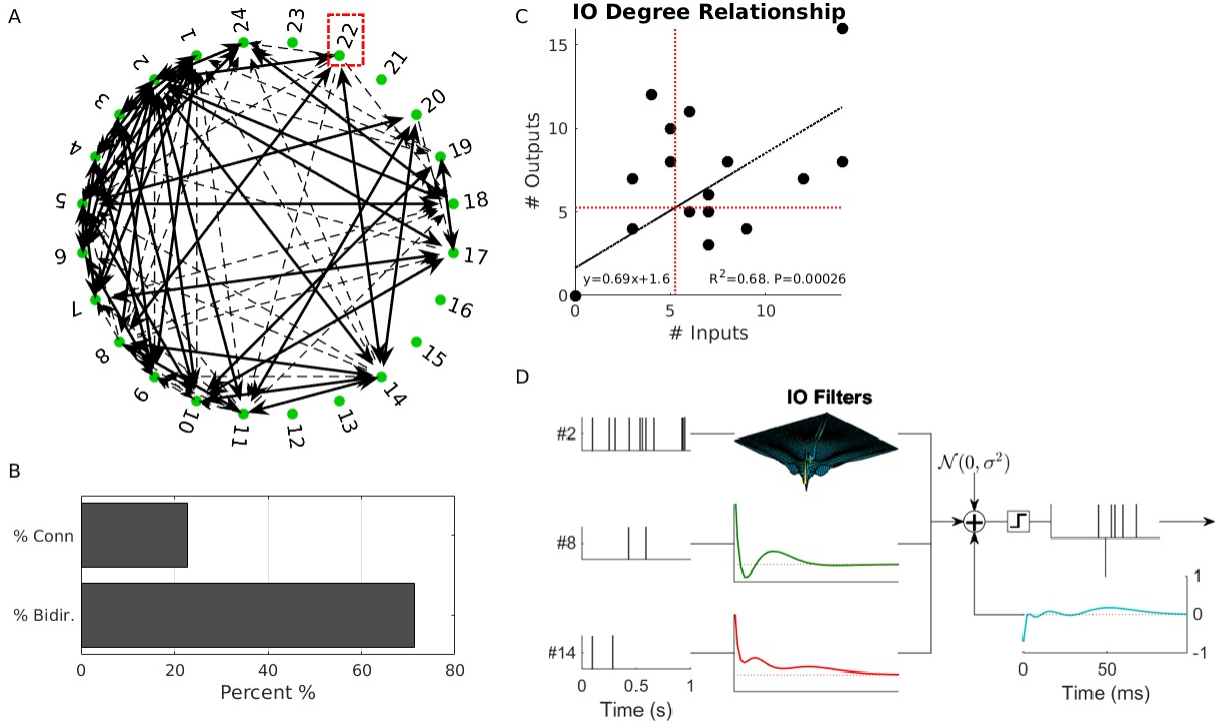 A
1
2
3
4
5
6
7
8
9
10
11
12
13
14
15
16
17
18
19
20
21
22
23
24
B
% Conn
% Bidir.
0 20 40 60 80
Percent %
C
IO Degree Relationship
15
10
5
0
# Outputs
y=0.69x+1.6 R²=0.68. P=0.00026
0 5 10
# Inputs
D
IO Filters
#2
#8
#14
0 0.5 1
Time (s)
𝒩(0, σ²)
1
0
-1
0 50
Time (ms)